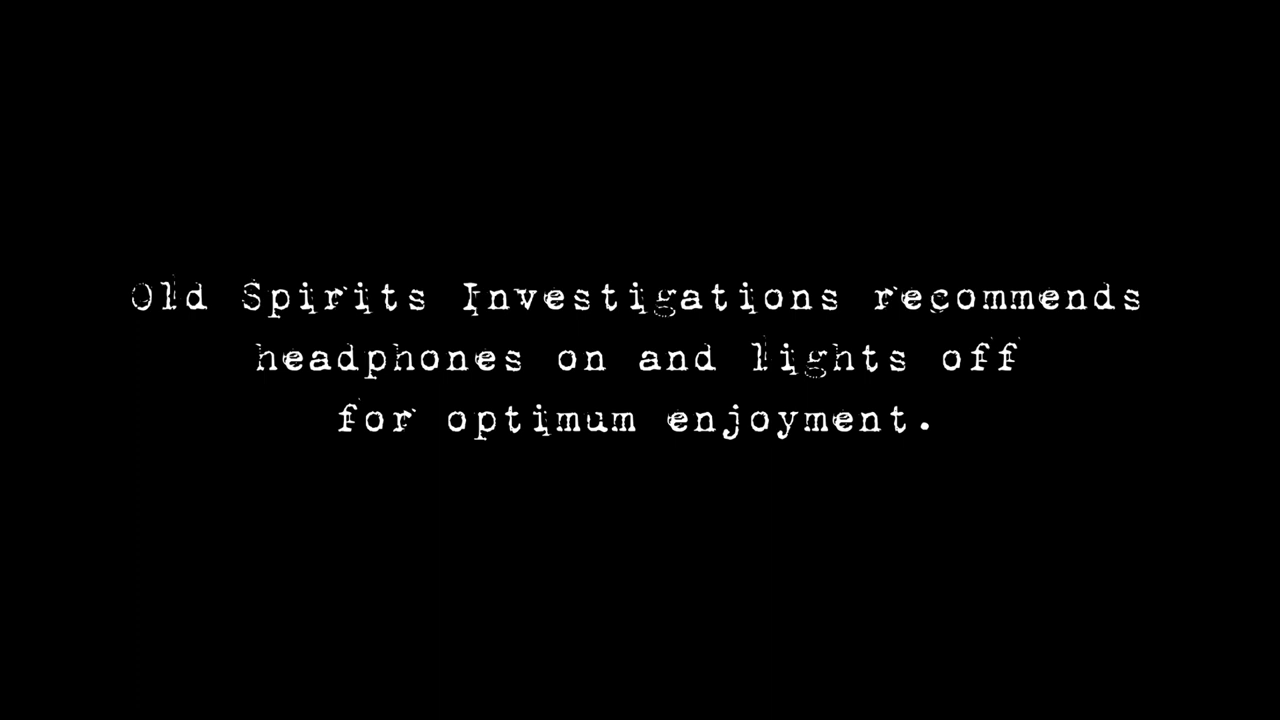 Old Spirits Investigations recommends
headphones on and lights off
for optimum enjoyment.